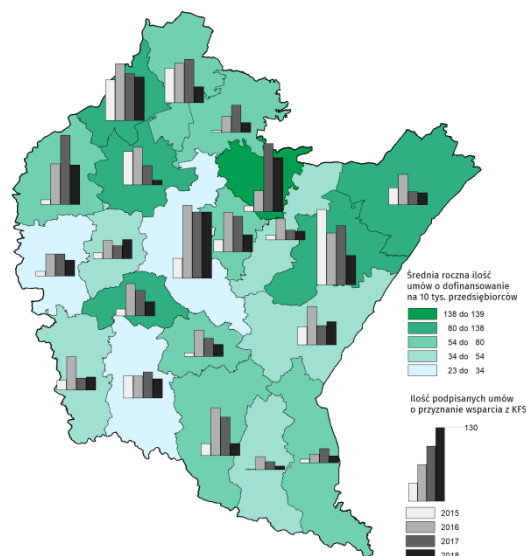 Średnia roczna ilość
umów o dofinansowanie
na 10 tys. przedsiębiorców
138 do 139
80 do 138
54 do 80
34 do 54
23 do 34
Ilość podpisanych umów
o przyznanie wsparcia z KFS
130
2015
2016
2017
2018